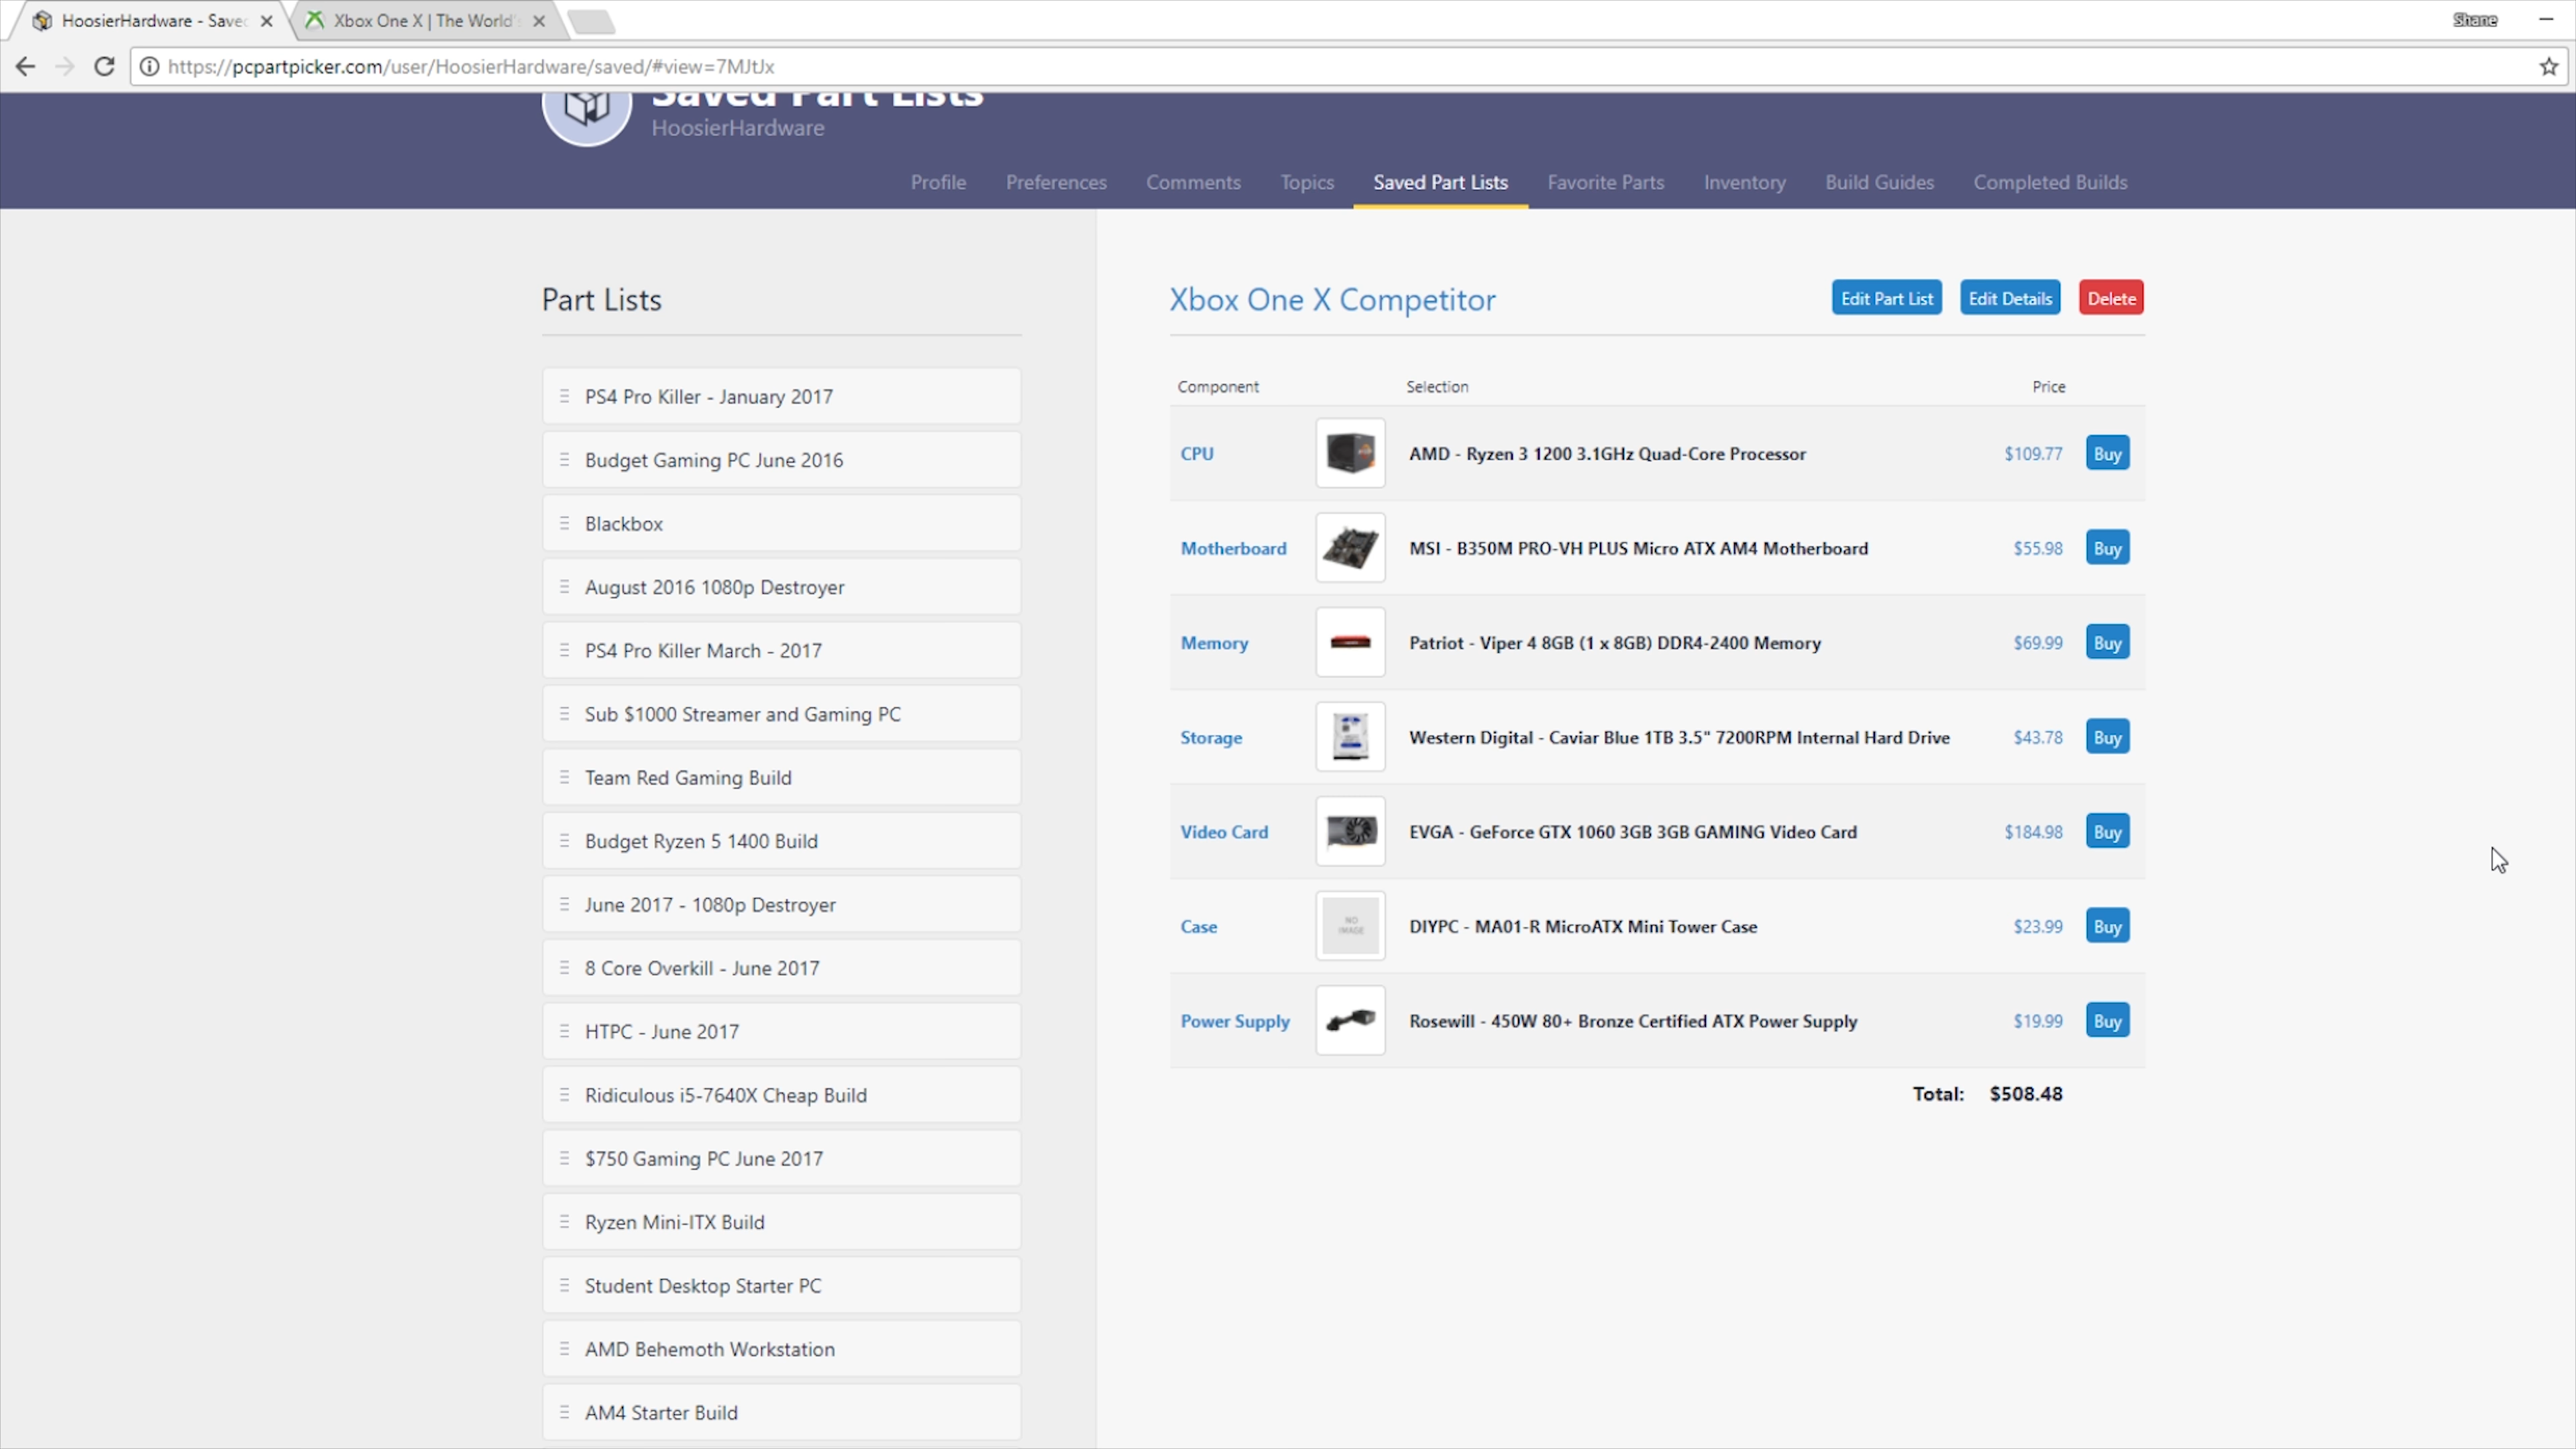 HoosierHardware - Save
Xbox One X | The World'
Shane
https://pcpartpicker.com/user/HoosierHardware/saved/#view=7MJtJx
Saved Part Lists
HoosierHardware
Profile Preferences Comments Topics Saved Part Lists Favorite Parts Inventory Build Guides Completed Builds
Part Lists
PS4 Pro Killer - January 2017
Budget Gaming PC June 2016
Blackbox
August 2016 1080p Destroyer
PS4 Pro Killer March - 2017
Sub $1000 Streamer and Gaming PC
Team Red Gaming Build
Budget Ryzen 5 1400 Build
June 2017 - 1080p Destroyer
8 Core Overkill - June 2017
HTPC - June 2017
Ridiculous i5-7640X Cheap Build
$750 Gaming PC June 2017
Ryzen Mini-ITX Build
Student Desktop Starter PC
AMD Behemoth Workstation
AM4 Starter Build
Xbox One X Competitor Edit Part List Edit Details Delete
Component Selection Price
CPU AMD - Ryzen 3 1200 3.1GHz Quad-Core Processor $109.77 Buy
Motherboard MSI - B350M PRO-VH PLUS Micro ATX AM4 Motherboard $55.98 Buy
Memory Patriot - Viper 4 8GB (1 x 8GB) DDR4-2400 Memory $69.99 Buy
Storage Western Digital - Caviar Blue 1TB 3.5" 7200RPM Internal Hard Drive $43.78 Buy
Video Card EVGA - GeForce GTX 1060 3GB 3GB GAMING Video Card $184.98 Buy
Case NO IMAGE DIYPC - MA01-R MicroATX Mini Tower Case $23.99 Buy
Power Supply Rosewill - 450W 80+ Bronze Certified ATX Power Supply $19.99 Buy
Total: $508.48